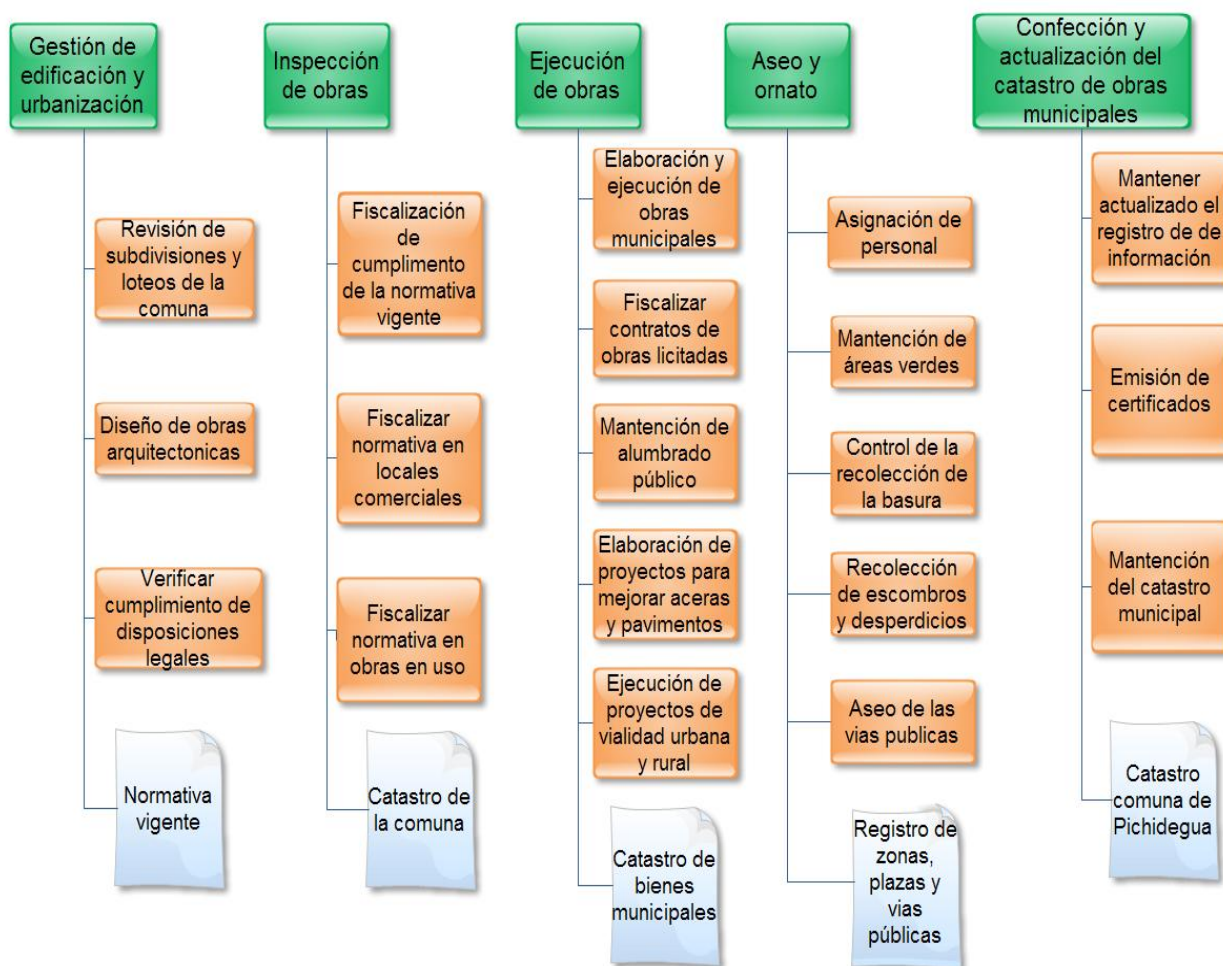 Gestión de
edificación y
urbanización
Revisión de
subdivisiones y
loteos de la
comuna
Diseño de obras
arquitectonicas
Verificar
cumplimiento de
disposiciones
legales
Normativa
vigente
Inspección
de obras
Fiscalización
de
cumplimento
de la normativa
vigente
Fiscalizar
normativa en
locales
comerciales
Fiscalizar
normativa en
obras en uso
Catastro de
la comuna
Ejecución
de obras
Elaboración y
ejecución de
obras
municipales
Fiscalizar
contratos de
obras licitadas
Mantención de
alumbrado
público
Elaboración de
proyectos para
mejorar aceras
y pavimentos
Ejecución de
proyectos de
vialidad urbana
y rural
Catastro de
bienes
municipales
Aseo y
ornato
Asignación de
personal
Mantención de
áreas verdes
Control de la
recolección de
la basura
Recolección
de escombros
y desperdicios
Aseo de las
vias publicas
Registro de
zonas,
plazas y
vias
públicas
Confección y
actualización del
catastro de obras
municipales
Mantener
actualizado el
registro de de
información
Emisión de
certificados
Mantención
del catastro
municipal
Catastro
comuna de
Pichidegua